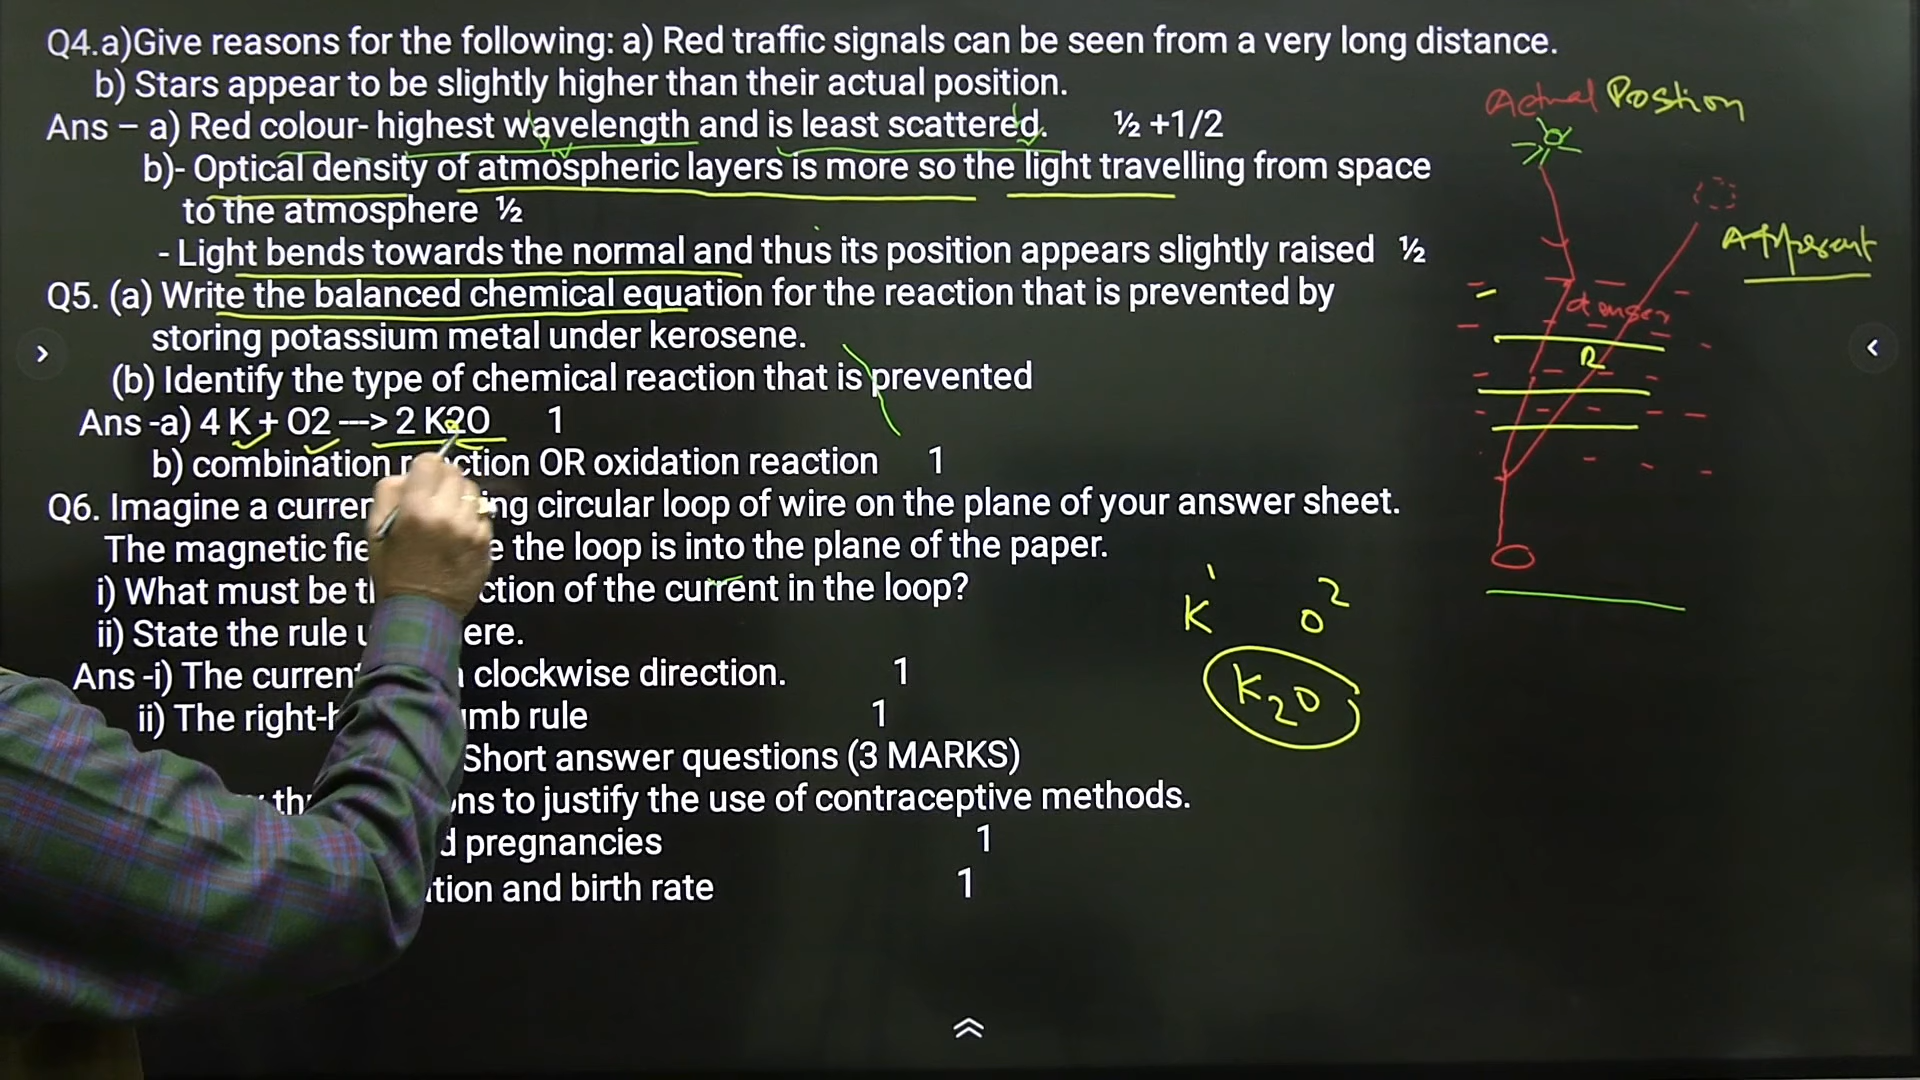 Q4.a)Give reasons for the following: a) Red traffic signals can be seen from a very long distance.
b) Stars appear to be slightly higher than their actual position.
Ans – a) Red colour- highest wavelength and is least scattered. ½ +1/2
b)- Optical density of atmospheric layers is more so the light travelling from space
to the atmosphere ½
- Light bends towards the normal and thus its position appears slightly raised ½
Q5. (a) Write the balanced chemical equation for the reaction that is prevented by
storing potassium metal under kerosene.
(b) Identify the type of chemical reaction that is prevented
Ans -a) 4 K + O2 ---> 2 K2O 1
b) combination reaction OR oxidation reaction 1
Q6. Imagine a curren ng circular loop of wire on the plane of your answer sheet.
The magnetic fie e the loop is into the plane of the paper.
i) What must be t ction of the current in the loop?
ii) State the rule u ere.
Ans -i) The current clockwise direction. 1
ii) The right-h mb rule 1
Short answer questions (3 MARKS)
ns to justify the use of contraceptive methods.
d pregnancies 1
tion and birth rate 1
Actual Position
Apparent
denser
R
K 1 O 2
K2O